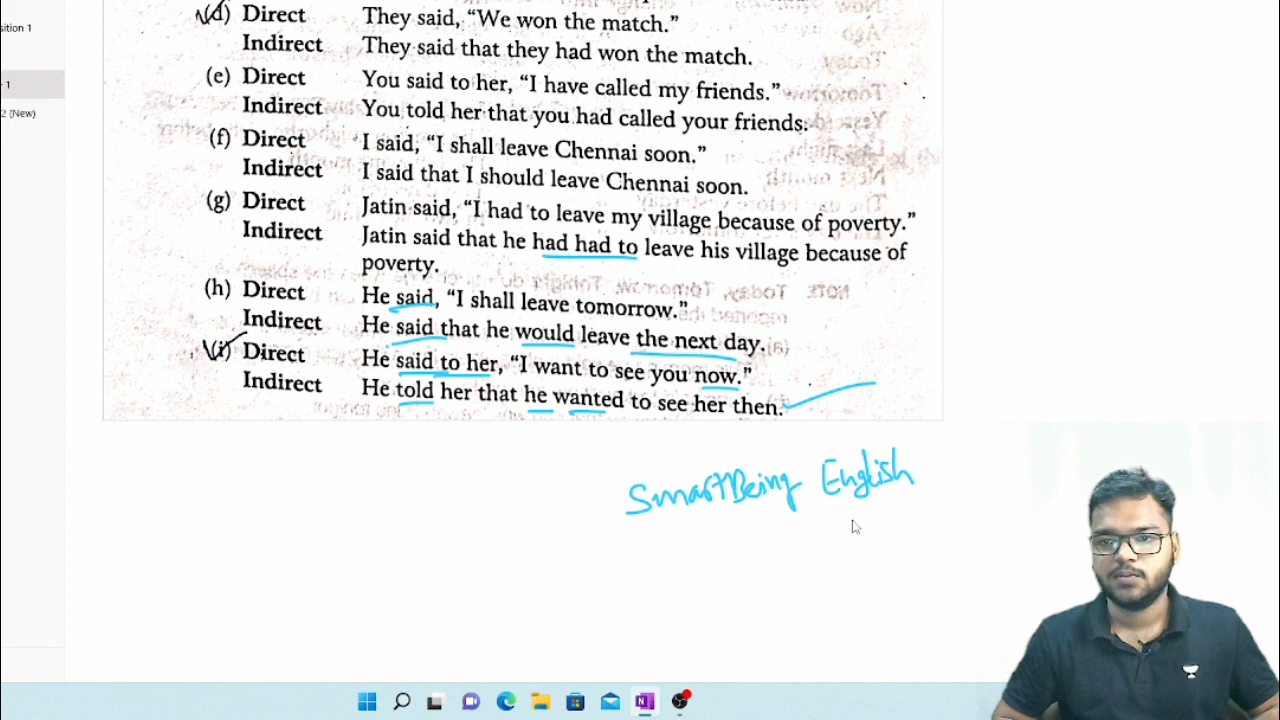 sition 1
1
2 (New)
(d) Direct They said, "We won the match."
Indirect They said that they had won the match.
(e) Direct You said to her, "I have called my friends."
Indirect You told her that you had called your friends.
(f) Direct I said, "I shall leave Chennai soon."
Indirect I said that I should leave Chennai soon.
(g) Direct Jatin said, "I had to leave my village because of poverty."
Indirect Jatin said that he had had to leave his village because of
poverty.
(h) Direct He said, "I shall leave tomorrow."
Indirect He said that he would leave the next day.
(i) Direct He said to her, "I want to see you now."
Indirect He told her that he wanted to see her then.
SmartBeing English